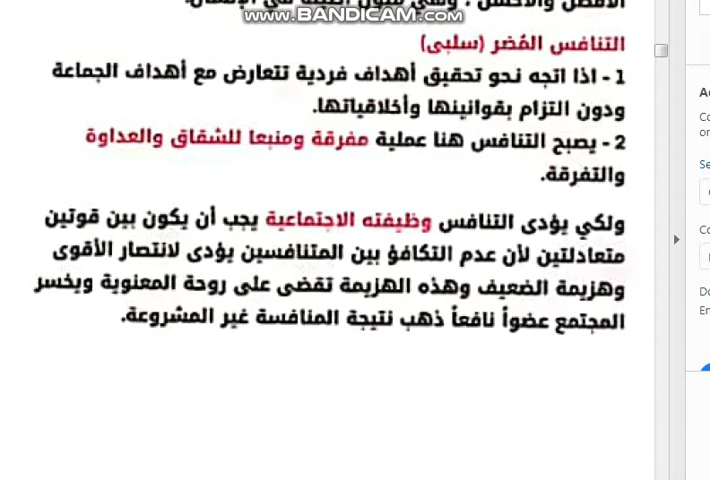 www.BANDICAM.com
التنافس المُضر (سلبى)
1 - اذا اتجه نحو تحقيق أهداف فردية تتعارض مع أهداف الجماعة
ودون التزام بقوانينها وأخلاقياتها.
2 - يصبح التنافس هنا عملية مفرقة ومنبعا للشقاق والعداوة
والتفرقة.
ولكي يؤدى التنافس وظيفته الاجتماعية يجب أن يكون بين قوتين
متعادلتين لأن عدم التكافؤ بين المتنافسين يؤدى لانتصار الأقوى
وهزيمة الضعيف وهذه الهزيمة تقضى على روحة المعنوية ويخسر
المجتمع عضواً نافعاً ذهب نتيجة المنافسة غير المشروعة.